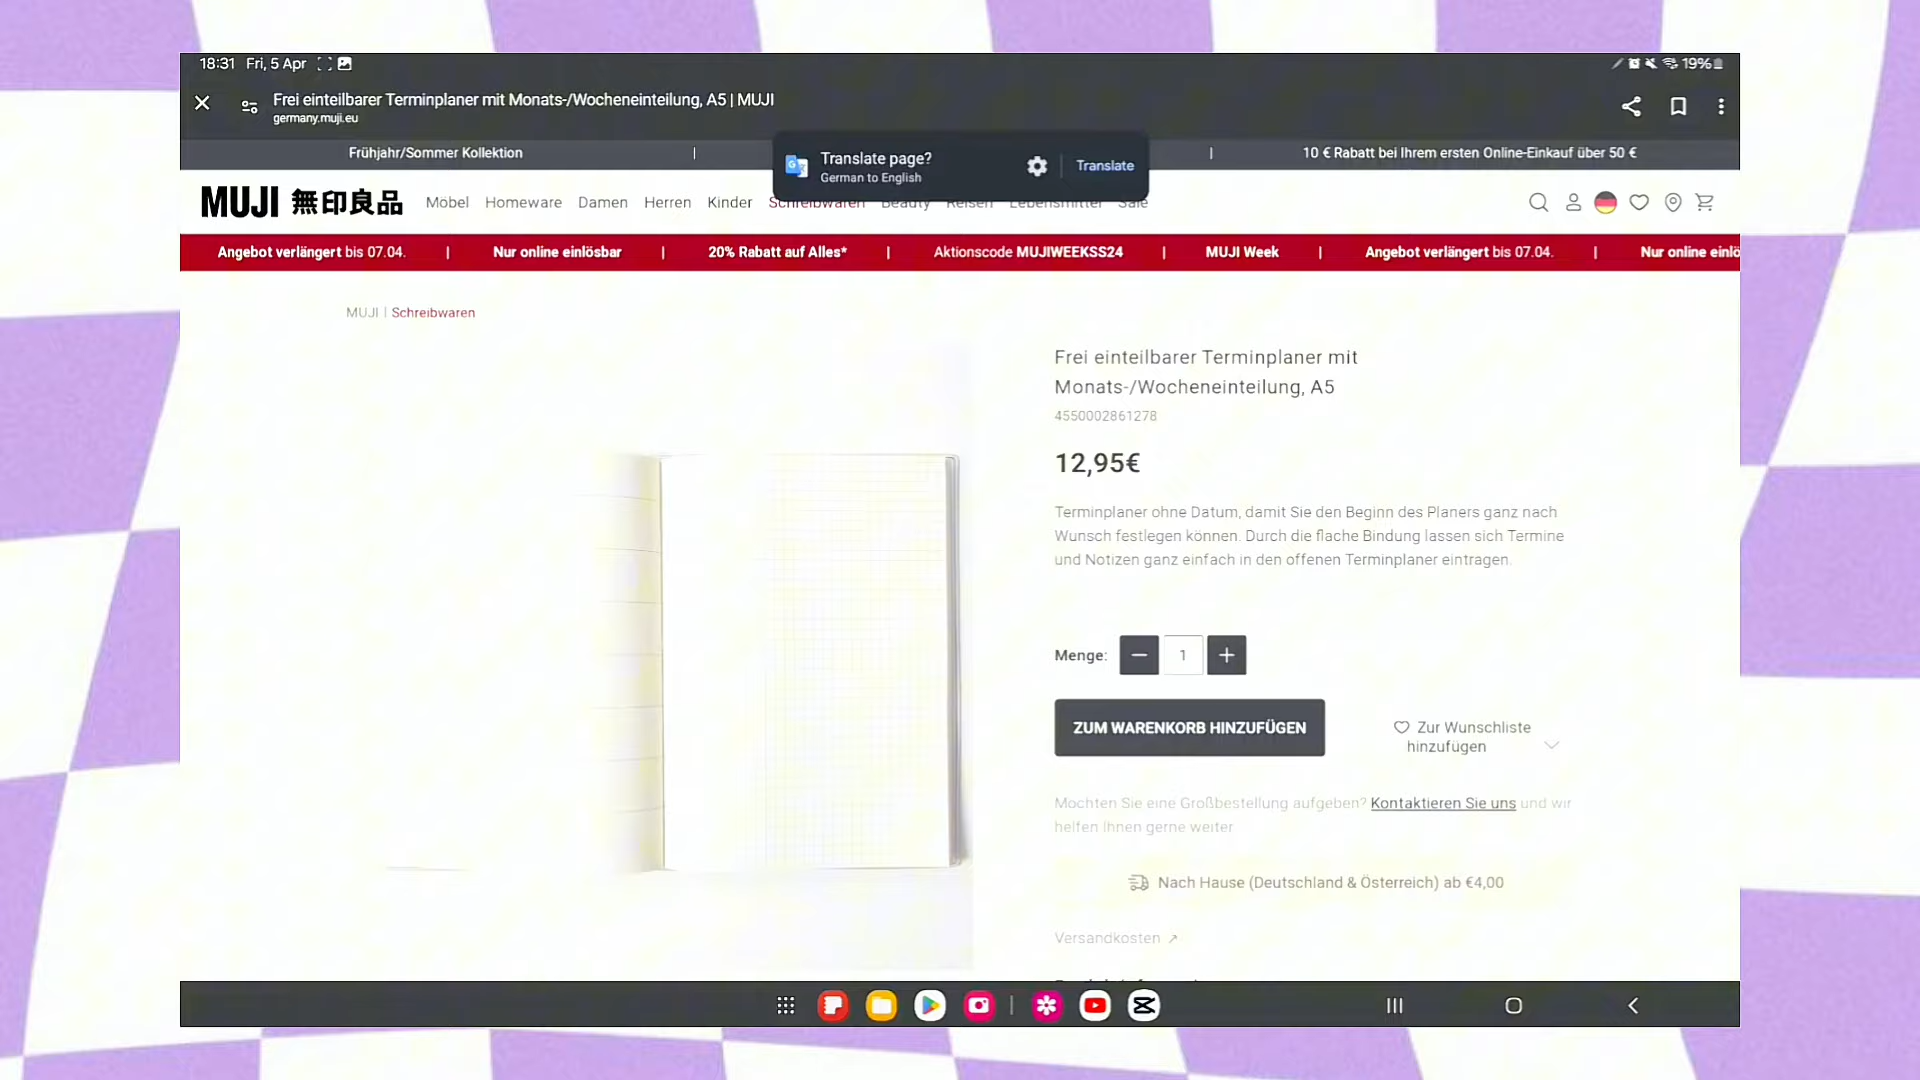 18:31 Fri, 5 Apr
19%
Frei einteilbarer Terminplaner mit Monats-/Wocheneinteilung, A5 | MUJI
germany.muji.eu
Frühjahr/Sommer Kollektion | | 10 € Rabatt bei Ihrem ersten Online-Einkauf über 50 €
Translate page?
German to English
Translate
MUJI 無印良品 Möbel Homeware Damen Herren Kinder Schreibwaren Beauty Reisen Lebensmittel Sale
Angebot verlängert bis 07.04. | Nur online einlösbar | 20% Rabatt auf Alles* | Aktionscode MUJIWEEKSS24 | MUJI Week | Angebot verlängert bis 07.04. | Nur online einlö
MUJI | Schreibwaren
Frei einteilbarer Terminplaner mit
Monats-/Wocheneinteilung, A5
4550002861278
12,95€
Terminplaner ohne Datum, damit Sie den Beginn des Planers ganz nach
Wunsch festlegen können. Durch die flache Bindung lassen sich Termine
und Notizen ganz einfach in den offenen Terminplaner eintragen.
Menge: 1
ZUM WARENKORB HINZUFÜGEN
Zur Wunschliste
hinzufügen
Möchten Sie eine Großbestellung aufgeben? Kontaktieren Sie uns und wir
helfen Ihnen gerne weiter
Nach Hause (Deutschland & Österreich) ab €4,00
Versandkosten ↗